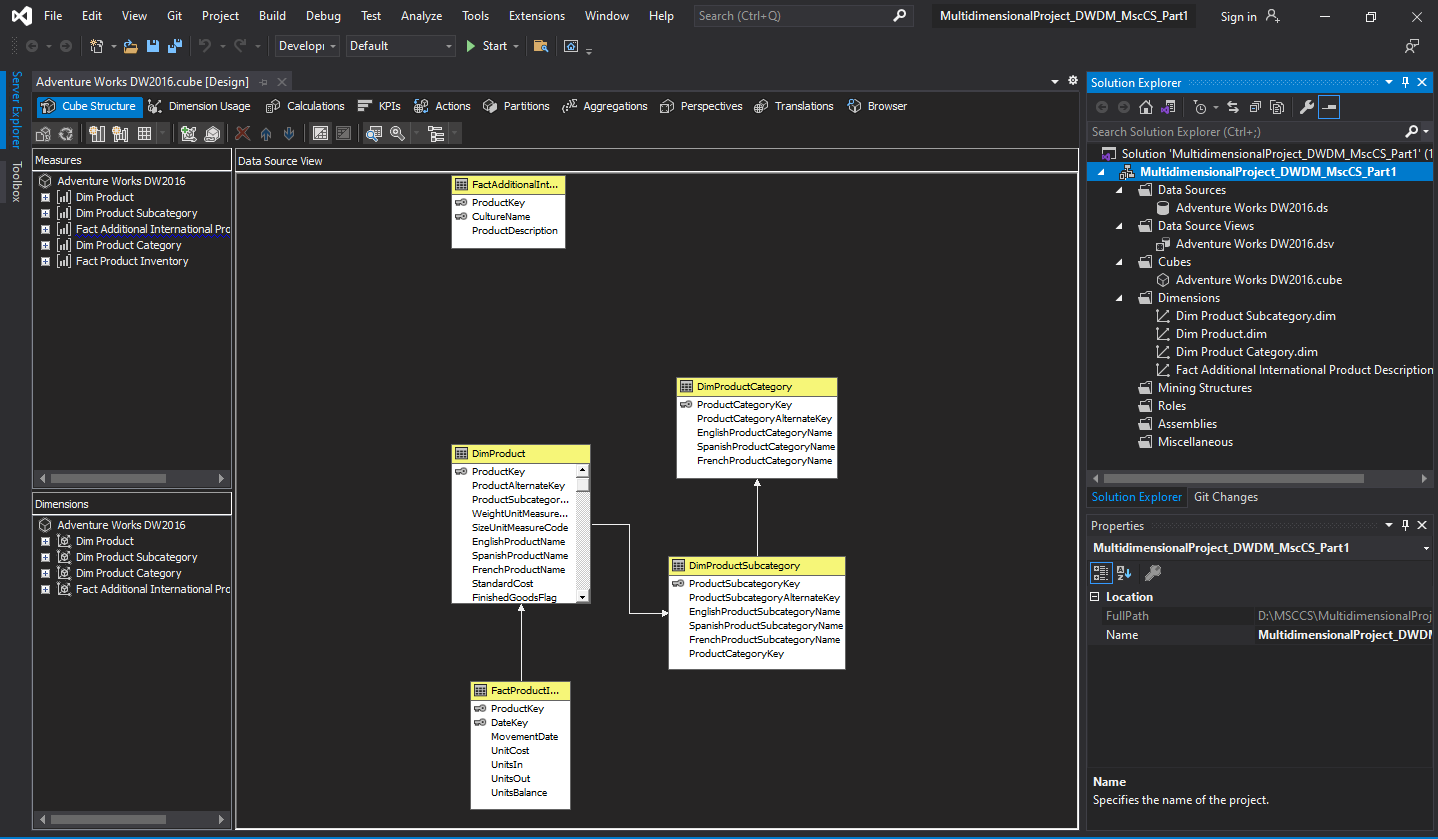 File Edit View Git Project Build Debug Test Analyze Tools Extensions Window Help Search (Ctrl+Q) MultidimensionalProject_DWDM_MscCS_Part1 Sign in
Developı Default Start
Server Explorer
Toolbox
Adventure Works DW2016.cube [Design]
Cube Structure Dimension Usage Calculations KPIs Actions Partitions Aggregations Perspectives Translations Browser
Measures
Adventure Works DW2016
Dim Product
Dim Product Subcategory
Fact Additional International Pro
Dim Product Category
Fact Product Inventory
Dimensions
Adventure Works DW2016
Dim Product
Dim Product Subcategory
Dim Product Category
Fact Additional International Pro
Data Source View
FactAdditionalInt...
ProductKey
CultureName
ProductDescription
DimProductCategory
ProductCategoryKey
ProductCategoryAlternateKey
EnglishProductCategoryName
SpanishProductCategoryName
FrenchProductCategoryName
DimProduct
ProductKey
ProductAlternateKey
ProductSubcategor...
WeightUnitMeasure...
SizeUnitMeasureCode
EnglishProductName
SpanishProductName
FrenchProductName
StandardCost
FinishedGoodsFlag
DimProductSubcategory
ProductSubcategoryKey
ProductSubcategoryAlternateKey
EnglishProductSubcategoryName
SpanishProductSubcategoryName
FrenchProductSubcategoryName
ProductCategoryKey
FactProductI...
ProductKey
DateKey
MovementDate
UnitCost
UnitsIn
UnitsOut
UnitsBalance
Solution Explorer
Search Solution Explorer (Ctrl+;)
Solution 'MultidimensionalProject_DWDM_MscCS_Part1' (1
MultidimensionalProject_DWDM_MscCS_Part1
Data Sources
Adventure Works DW2016.ds
Data Source Views
Adventure Works DW2016.dsv
Cubes
Adventure Works DW2016.cube
Dimensions
Dim Product Subcategory.dim
Dim Product.dim
Dim Product Category.dim
Fact Additional International Product Description
Mining Structures
Roles
Assemblies
Miscellaneous
Solution Explorer Git Changes
Properties
MultidimensionalProject_DWDM_MscCS_Part1
Location
FullPath D:\MSCCS\MultidimensionalProj
Name MultidimensionalProject_DWDM
Name
Specifies the name of the project.